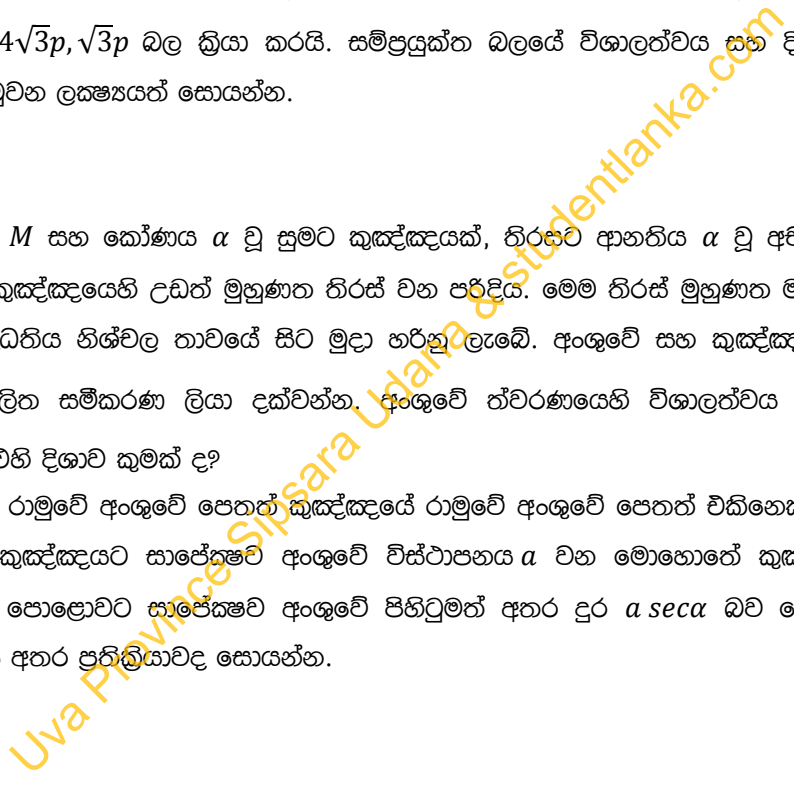 4√3p, √3p බල ක්‍රියා කරයි. සම්ප්‍රයුක්ත බලයේ විශාලත්වය සහ දි
වන ලක්‍ෂ්‍යයත් සොයන්න.
M සහ කෝණය α වූ සුමට කුඤ්ඤයක්, තිරසට ආනතිය α වූ අච
කුඤ්ඤයෙහි උඩත් මුහුණත තිරස් වන පරිදිය. මෙම තිරස් මුහුණත ම
ධතිය නිශ්චල තාවයේ සිට මුදා හරිනු ලැබේ. අංශුවේ සහ කුඤ්ඤ
ලිත සමීකරණ ලියා දක්වන්න. අංශුවේ ත්වරණයෙහි විශාලත්වය
එහි දිශාව කුමක් ද?
රාමුවේ අංශුවේ පෙතත් කුඤ්ඤයේ රාමුවේ අංශුවේ පෙතත් එකිනෙක
කුඤ්ඤයට සාපේක්‍ෂව අංශුවේ විස්ථාපනය a වන මොහොතේ කුඤ
පොළොවට සාපේක්‍ෂව අංශුවේ පිහිටුමත් අතර දුර a secα බව පෙ
අතර ප්‍රතික්‍රියාවද සොයන්න.
Uva Province Sipsara Udana & studentlanka.com